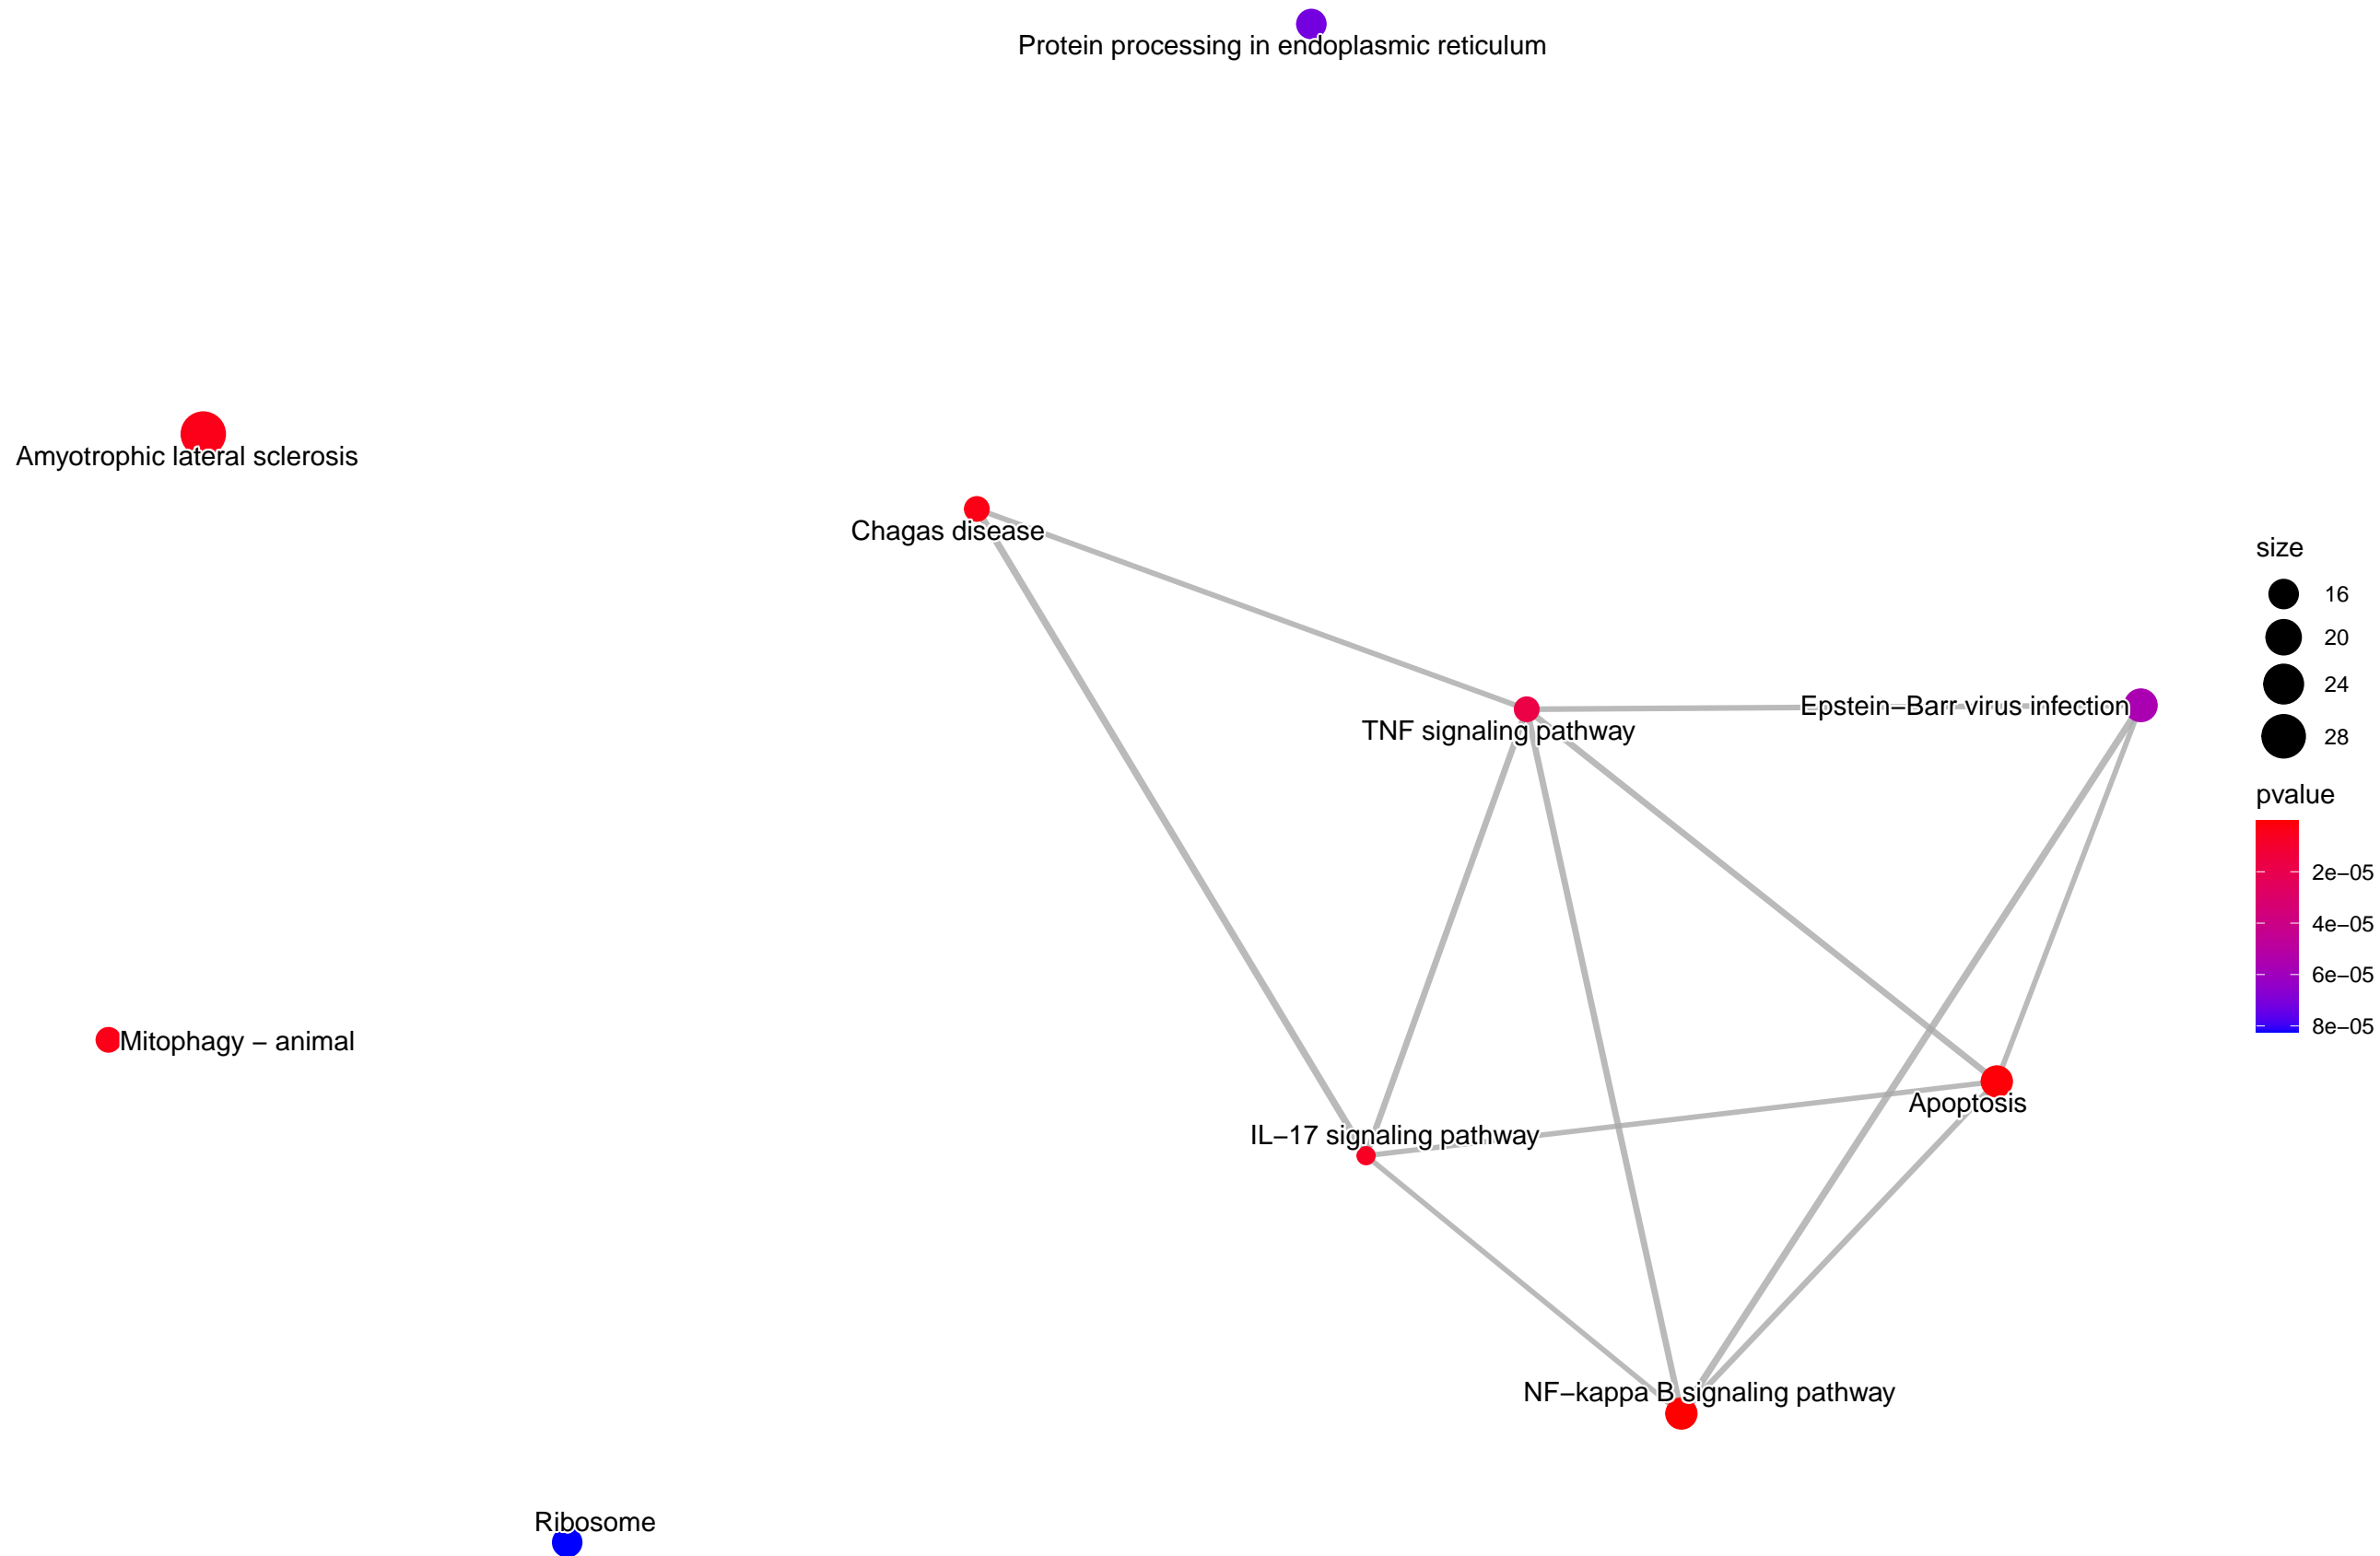 Protein processing in endoplasmic reticulum
Amyotrophic lateral sclerosis
Chagas disease
size
16
20
24
28
Epstein−Barr virus infection
TNF signaling pathway
pvalue
2e−05
4e−05
6e−05
8e−05
Mitophagy − animal
Apoptosis
IL−17 signaling pathway
NF−kappa B signaling pathway
Ribosome